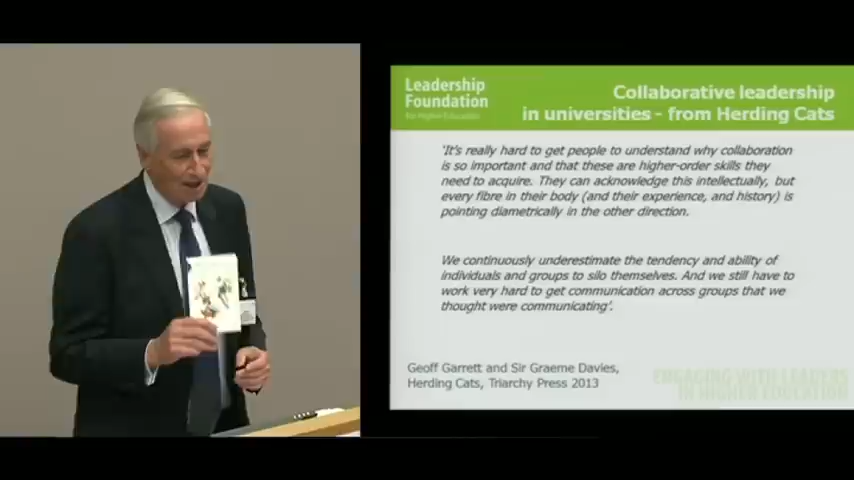 Leadership
Foundation
for Higher Education
Collaborative leadership
in universities - from Herding Cats
'It's really hard to get people to understand why collaboration
is so important and that these are higher-order skills they
need to acquire. They can acknowledge this intellectually, but
every fibre in their body (and their experience, and history) is
pointing diametrically in the other direction.
We continuously underestimate the tendency and ability of
individuals and groups to silo themselves. And we still have to
work very hard to get communication across groups that we
thought were communicating'.
Geoff Garrett and Sir Graeme Davies,
Herding Cats, Triarchy Press 2013
ENGAGING WITH LEADERS
IN HIGHER EDUCATION